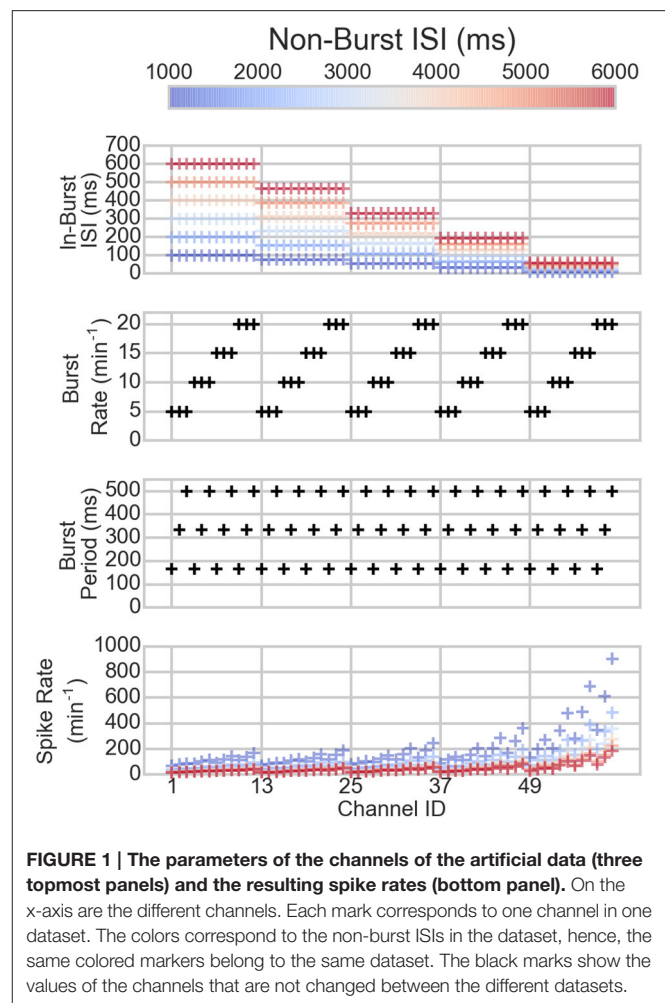 Non-Burst ISI (ms)
1000 2000 3000 4000 5000 6000
In-Burst
ISI (ms)
700
600
500
400
300
200
100
0
Burst
Rate (min⁻¹)
20
15
10
5
0
Burst
Period (ms)
500
400
300
200
100
0
Spike Rate
(min⁻¹)
1000
800
600
400
200
0
1 13 25 37 49
Channel ID
FIGURE 1 | The parameters of the channels of the artificial data (three
topmost panels) and the resulting spike rates (bottom panel). On the
x-axis are the different channels. Each mark corresponds to one channel in one
dataset. The colors correspond to the non-burst ISIs in the dataset, hence, the
same colored markers belong to the same dataset. The black marks show the
values of the channels that are not changed between the different datasets.